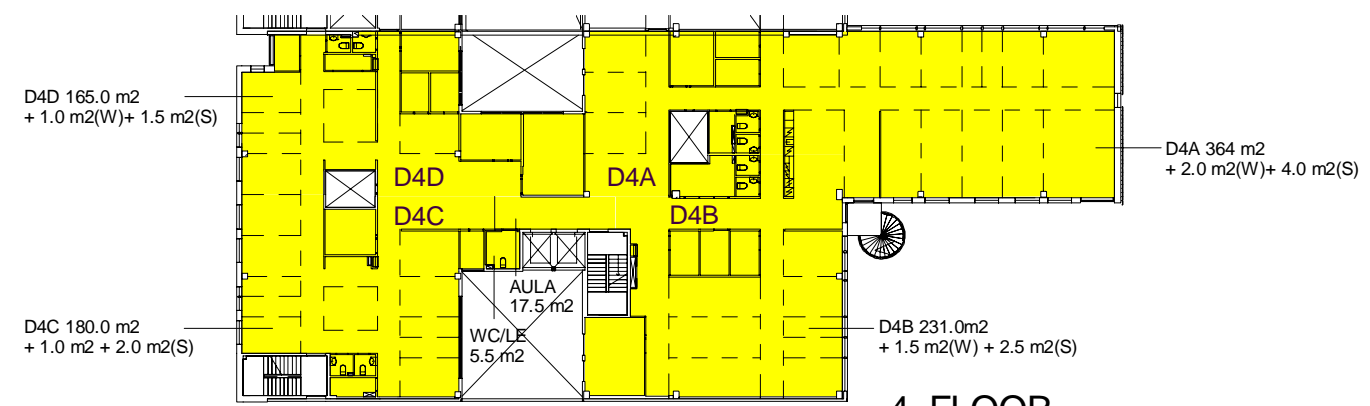 D4D 165.0 m2
+ 1.0 m2(W)+ 1.5 m2(S)
D4A 364 m2
+ 2.0 m2(W)+ 4.0 m2(S)
D4D
D4A
D4C
D4B
AULA
17.5 m2
WC/LE
5.5 m2
D4C 180.0 m2
+ 1.0 m2 + 2.0 m2(S)
D4B 231.0m2
+ 1.5 m2(W) + 2.5 m2(S)
4. FLOOR